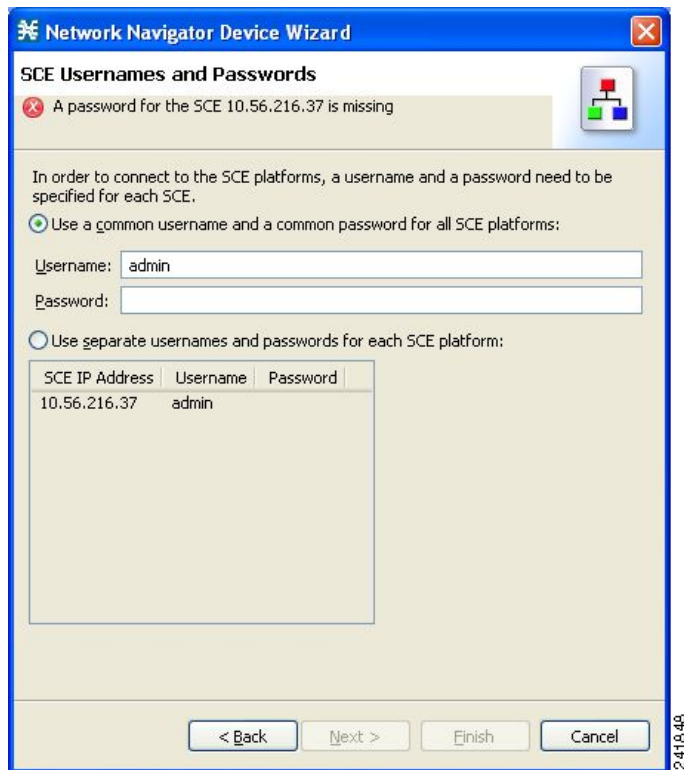 Network Navigator Device Wizard
SCE Usernames and Passwords
A password for the SCE 10.56.216.37 is missing
In order to connect to the SCE platforms, a username and a password need to be
specified for each SCE.
Use a common username and a common password for all SCE platforms:
Username: admin
Password:
Use separate usernames and passwords for each SCE platform:
SCE IP Address Username Password
10.56.216.37 admin
< Back Next > Finish Cancel
241848